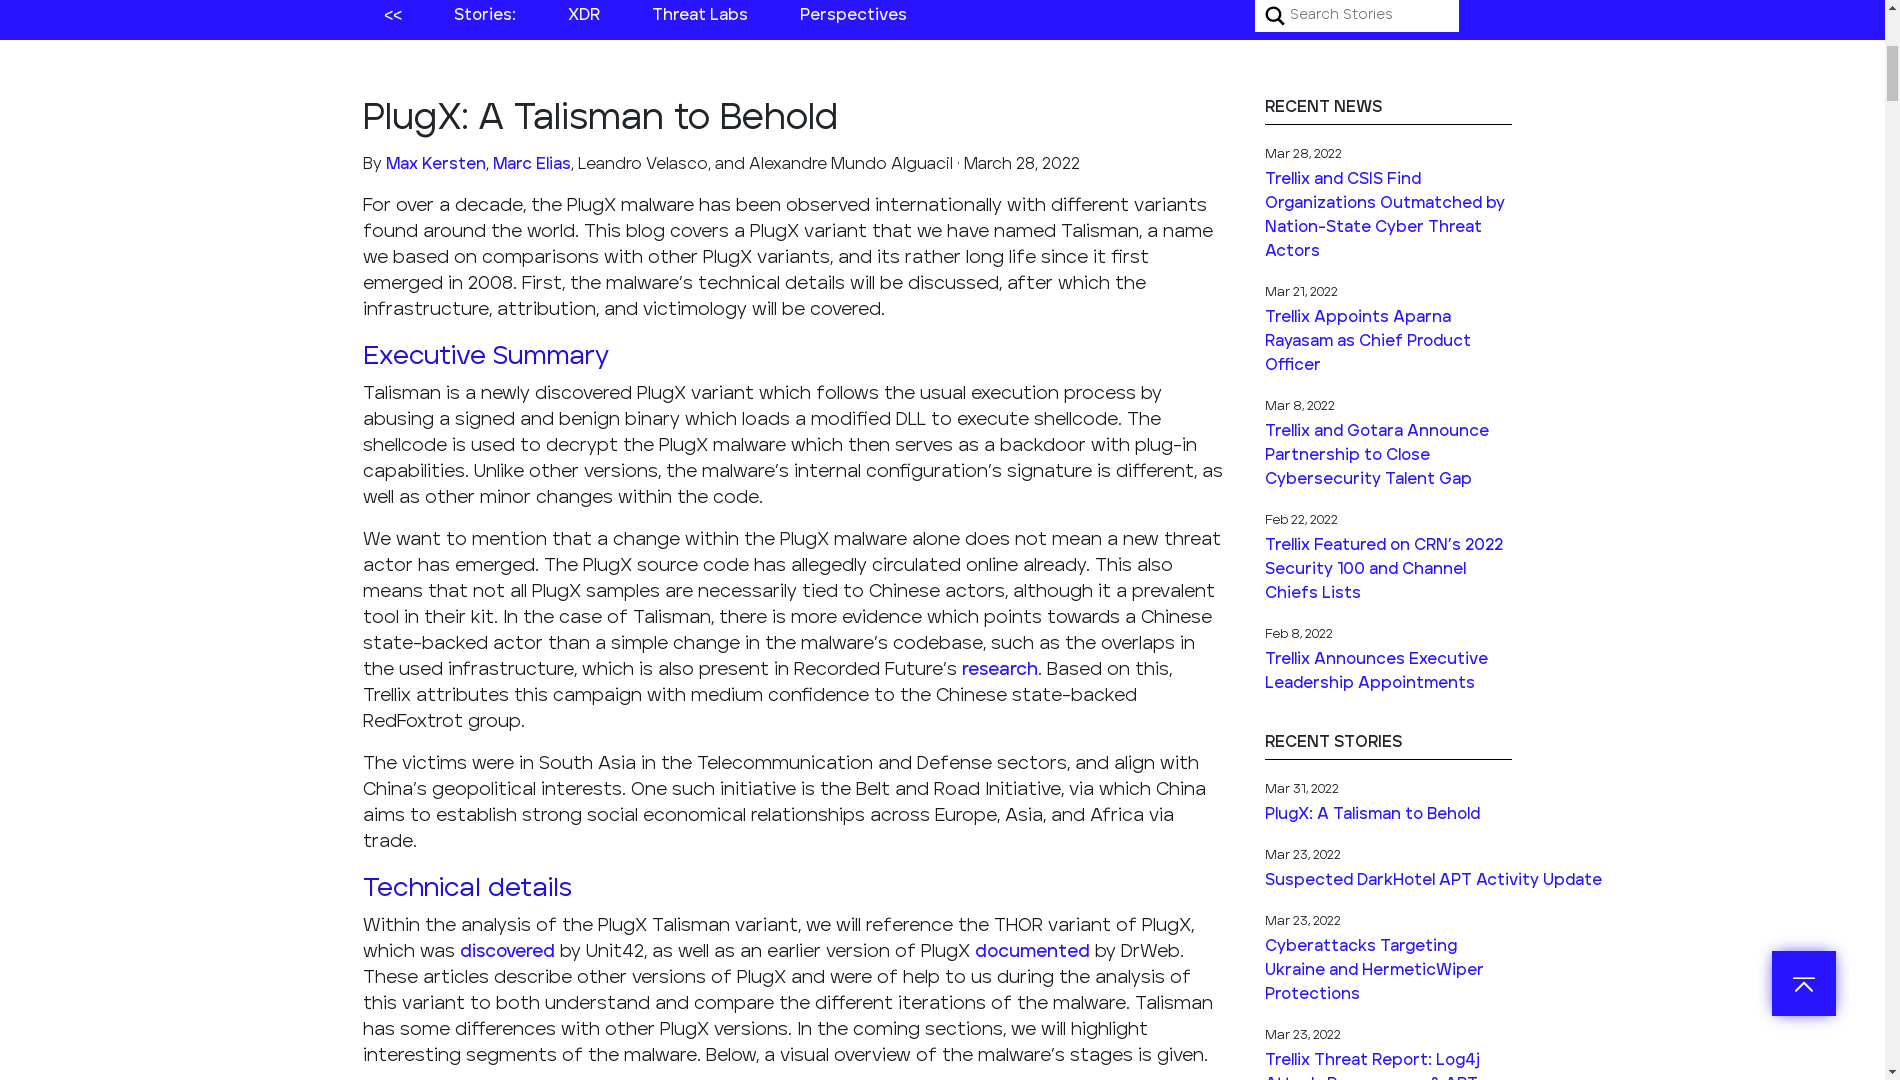 <<
Stories:
XDR
Threat Labs
Perspectives
Search Stories
PlugX: A Talisman to Behold
By Max Kersten, Marc Elias, Leandro Velasco, and Alexandre Mundo Alguacil · March 28, 2022
For over a decade, the PlugX malware has been observed internationally with different variants
found around the world. This blog covers a PlugX variant that we have named Talisman, a name
we based on comparisons with other PlugX variants, and its rather long life since it first
emerged in 2008. First, the malware's technical details will be discussed, after which the
infrastructure, attribution, and victimology will be covered.
Executive Summary
Talisman is a newly discovered PlugX variant which follows the usual execution process by
abusing a signed and benign binary which loads a modified DLL to execute shellcode. The
shellcode is used to decrypt the PlugX malware which then serves as a backdoor with plug-in
capabilities. Unlike other versions, the malware's internal configuration's signature is different, as
well as other minor changes within the code.
We want to mention that a change within the PlugX malware alone does not mean a new threat
actor has emerged. The PlugX source code has allegedly circulated online already. This also
means that not all PlugX samples are necessarily tied to Chinese actors, although it a prevalent
tool in their kit. In the case of Talisman, there is more evidence which points towards a Chinese
state-backed actor than a simple change in the malware's codebase, such as the overlaps in
the used infrastructure, which is also present in Recorded Future's research. Based on this,
Trellix attributes this campaign with medium confidence to the Chinese state-backed
RedFoxtrot group.
The victims were in South Asia in the Telecommunication and Defense sectors, and align with
China's geopolitical interests. One such initiative is the Belt and Road Initiative, via which China
aims to establish strong social economical relationships across Europe, Asia, and Africa via
trade.
Technical details
Within the analysis of the PlugX Talisman variant, we will reference the THOR variant of PlugX,
which was discovered by Unit42, as well as an earlier version of PlugX documented by DrWeb.
These articles describe other versions of PlugX and were of help to us during the analysis of
this variant to both understand and compare the different iterations of the malware. Talisman
has some differences with other PlugX versions. In the coming sections, we will highlight
interesting segments of the malware. Below, a visual overview of the malware's stages is given.
RECENT NEWS
Mar 28, 2022
Trellix and CSIS Find
Organizations Outmatched by
Nation-State Cyber Threat
Actors
Mar 21, 2022
Trellix Appoints Aparna
Rayasam as Chief Product
Officer
Mar 8, 2022
Trellix and Gotara Announce
Partnership to Close
Cybersecurity Talent Gap
Feb 22, 2022
Trellix Featured on CRN's 2022
Security 100 and Channel
Chiefs Lists
Feb 8, 2022
Trellix Announces Executive
Leadership Appointments
RECENT STORIES
Mar 31, 2022
PlugX: A Talisman to Behold
Mar 23, 2022
Suspected DarkHotel APT Activity Update
Mar 23, 2022
Cyberattacks Targeting
Ukraine and HermeticWiper
Protections
Mar 23, 2022
Trellix Threat Report: Log4j